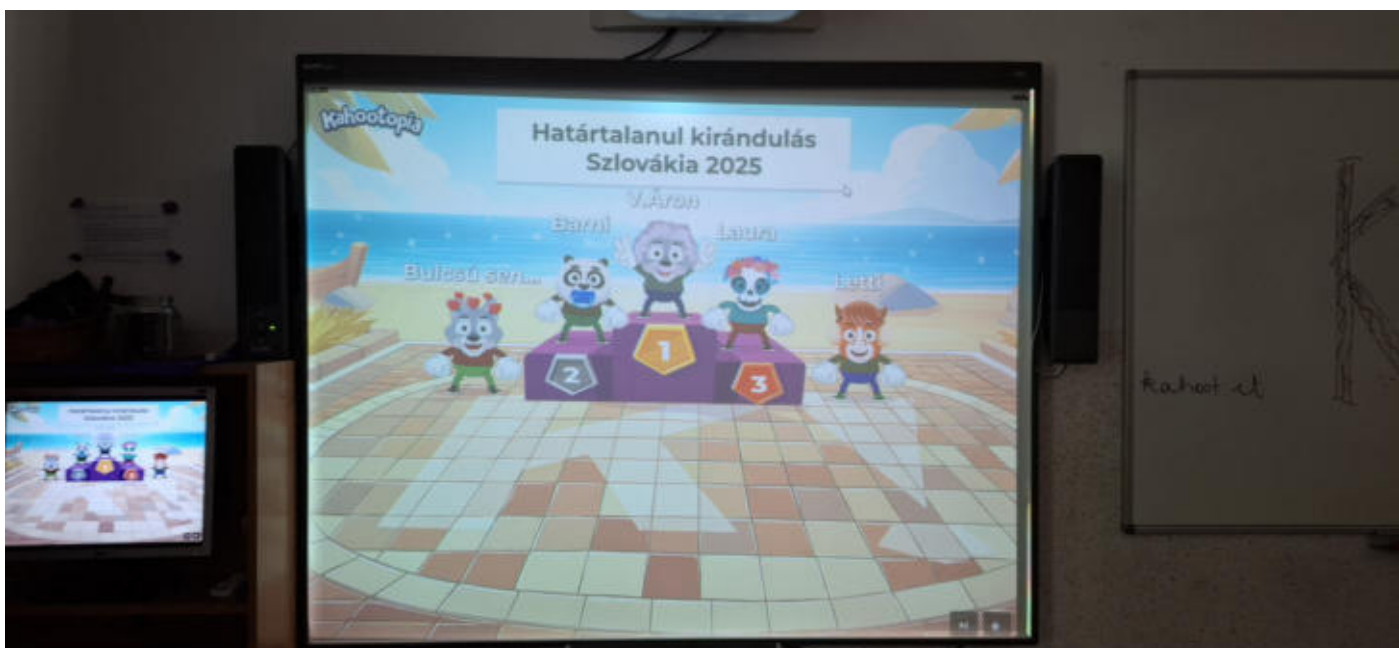 Kahootopia
Határtalanul kirándulás
Szlovákia 2025
V.Áron
Barni
Laura
Bulcsú sen...
Letti
1
2
3
kahoot.it
K